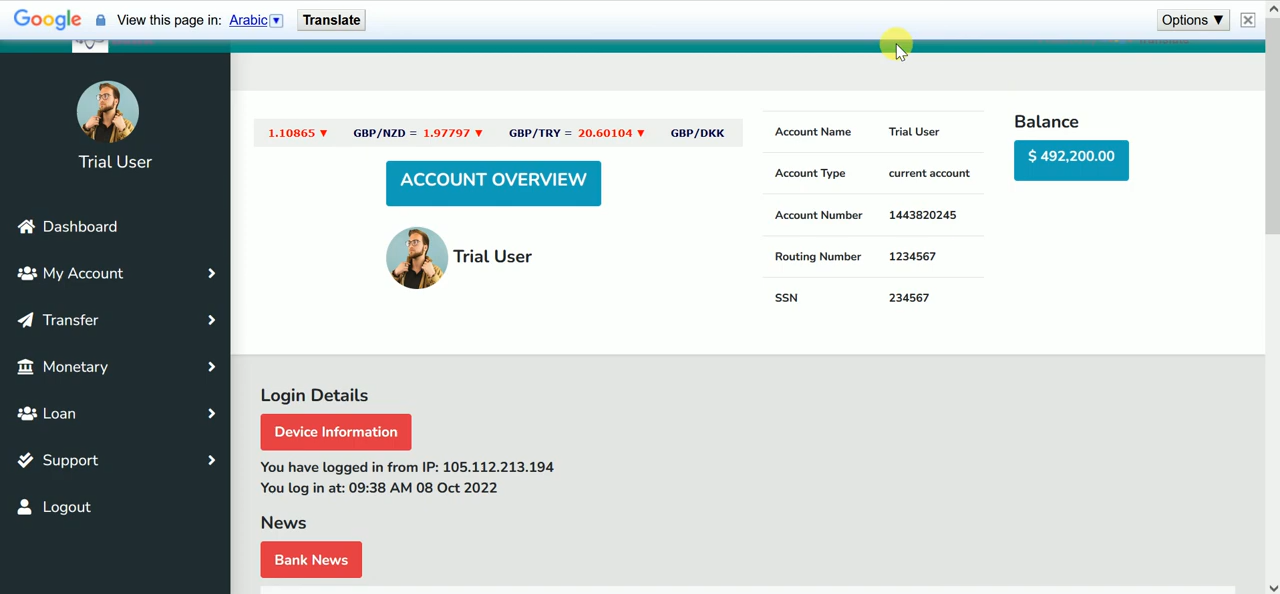 Google View this page in: Arabic Translate Options ▼
Trial User
Dashboard
My Account
Transfer
Monetary
Loan
Support
Logout
1.10865 ▼ GBP/NZD = 1.97797 ▼ GBP/TRY = 20.60104 ▼ GBP/DKK
ACCOUNT OVERVIEW
Trial User
Account Name Trial User
Account Type current account
Account Number 1443820245
Routing Number 1234567
SSN 234567
Balance
$ 492,200.00
Login Details
Device Information
You have logged in from IP: 105.112.213.194
You log in at: 09:38 AM 08 Oct 2022
News
Bank News